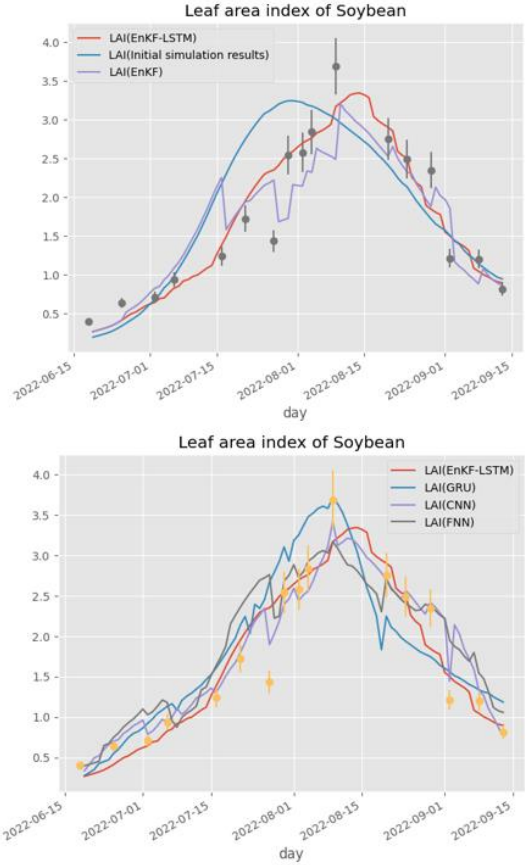 Leaf area index of Soybean
LAI(EnKF-LSTM)
LAI(Initial simulation results)
LAI(EnKF)
4.0
3.5
3.0
2.5
2.0
1.5
1.0
0.5
2022-06-15
2022-07-01
2022-07-15
2022-08-01
2022-08-15
2022-09-01
2022-09-15
day
Leaf area index of Soybean
LAI(EnKF-LSTM)
LAI(GRU)
LAI(CNN)
LAI(FNN)
4.0
3.5
3.0
2.5
2.0
1.5
1.0
0.5
2022-06-15
2022-07-01
2022-07-15
2022-08-01
2022-08-15
2022-09-01
2022-09-15
day